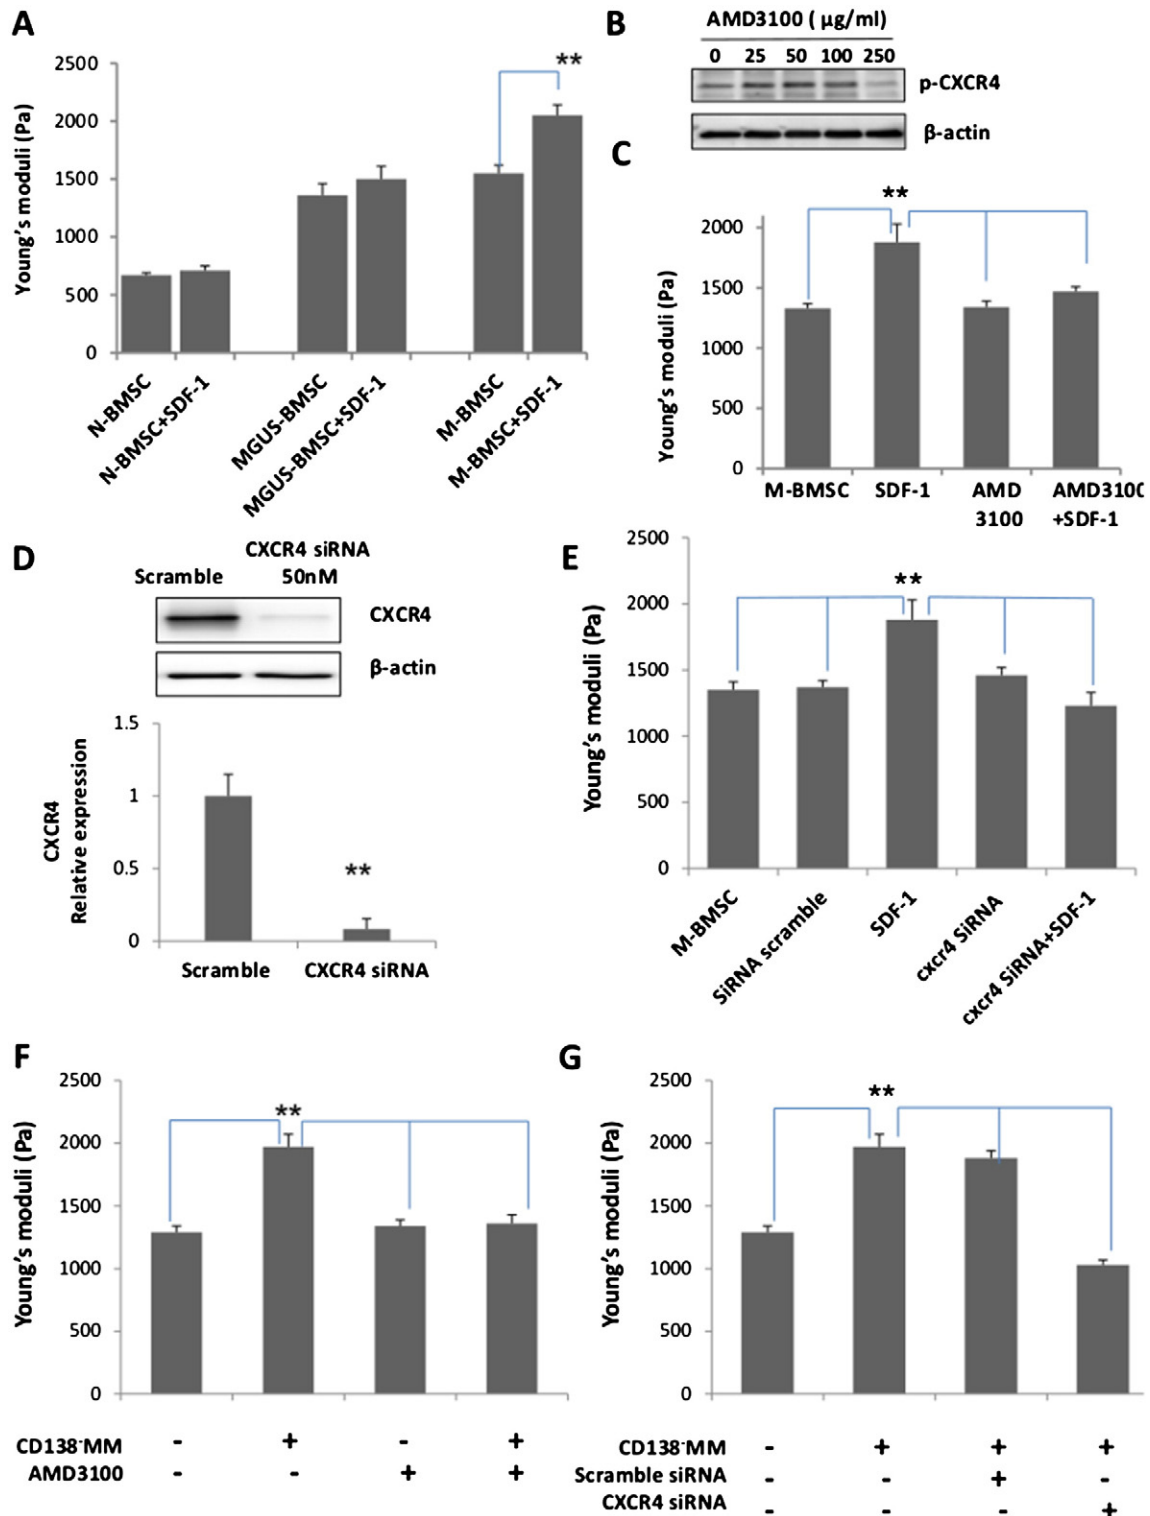 A
2500
2000
1500
1000
500
0
Young's moduli (Pa)
**
N-BMSC
N-BMSC+SDF-1
MGUS-BMSC
MGUS-BMSC+SDF-1
M-BMSC
M-BMSC+SDF-1
B
AMD3100 ( µg/ml)
0 25 50 100 250
p-CXCR4
β-actin
C
2000
1500
1000
500
0
Young's moduli (Pa)
**
M-BMSC SDF-1 AMD AMD310C
3100 +SDF-1
D
CXCR4 siRNA
Scramble 50nM
CXCR4
β-actin
1.5
1
0.5
0
CXCR4
Relative expression
**
Scramble CXCR4 siRNA
E
2500
2000
1500
1000
500
0
Young's moduli (Pa)
**
M-BMSC
SiRNA scramble
SDF-1
cxcr4 SiRNA
cxcr4 SiRNA+SDF-1
F
2500
2000
1500
1000
500
0
Young's moduli (Pa)
**
CD138⁻MM - + - +
AMD3100 - - + +
G
2500
2000
1500
1000
500
0
Young's moduli (Pa)
**
CD138⁻MM - + + +
Scramble siRNA - - + -
CXCR4 siRNA - - - +